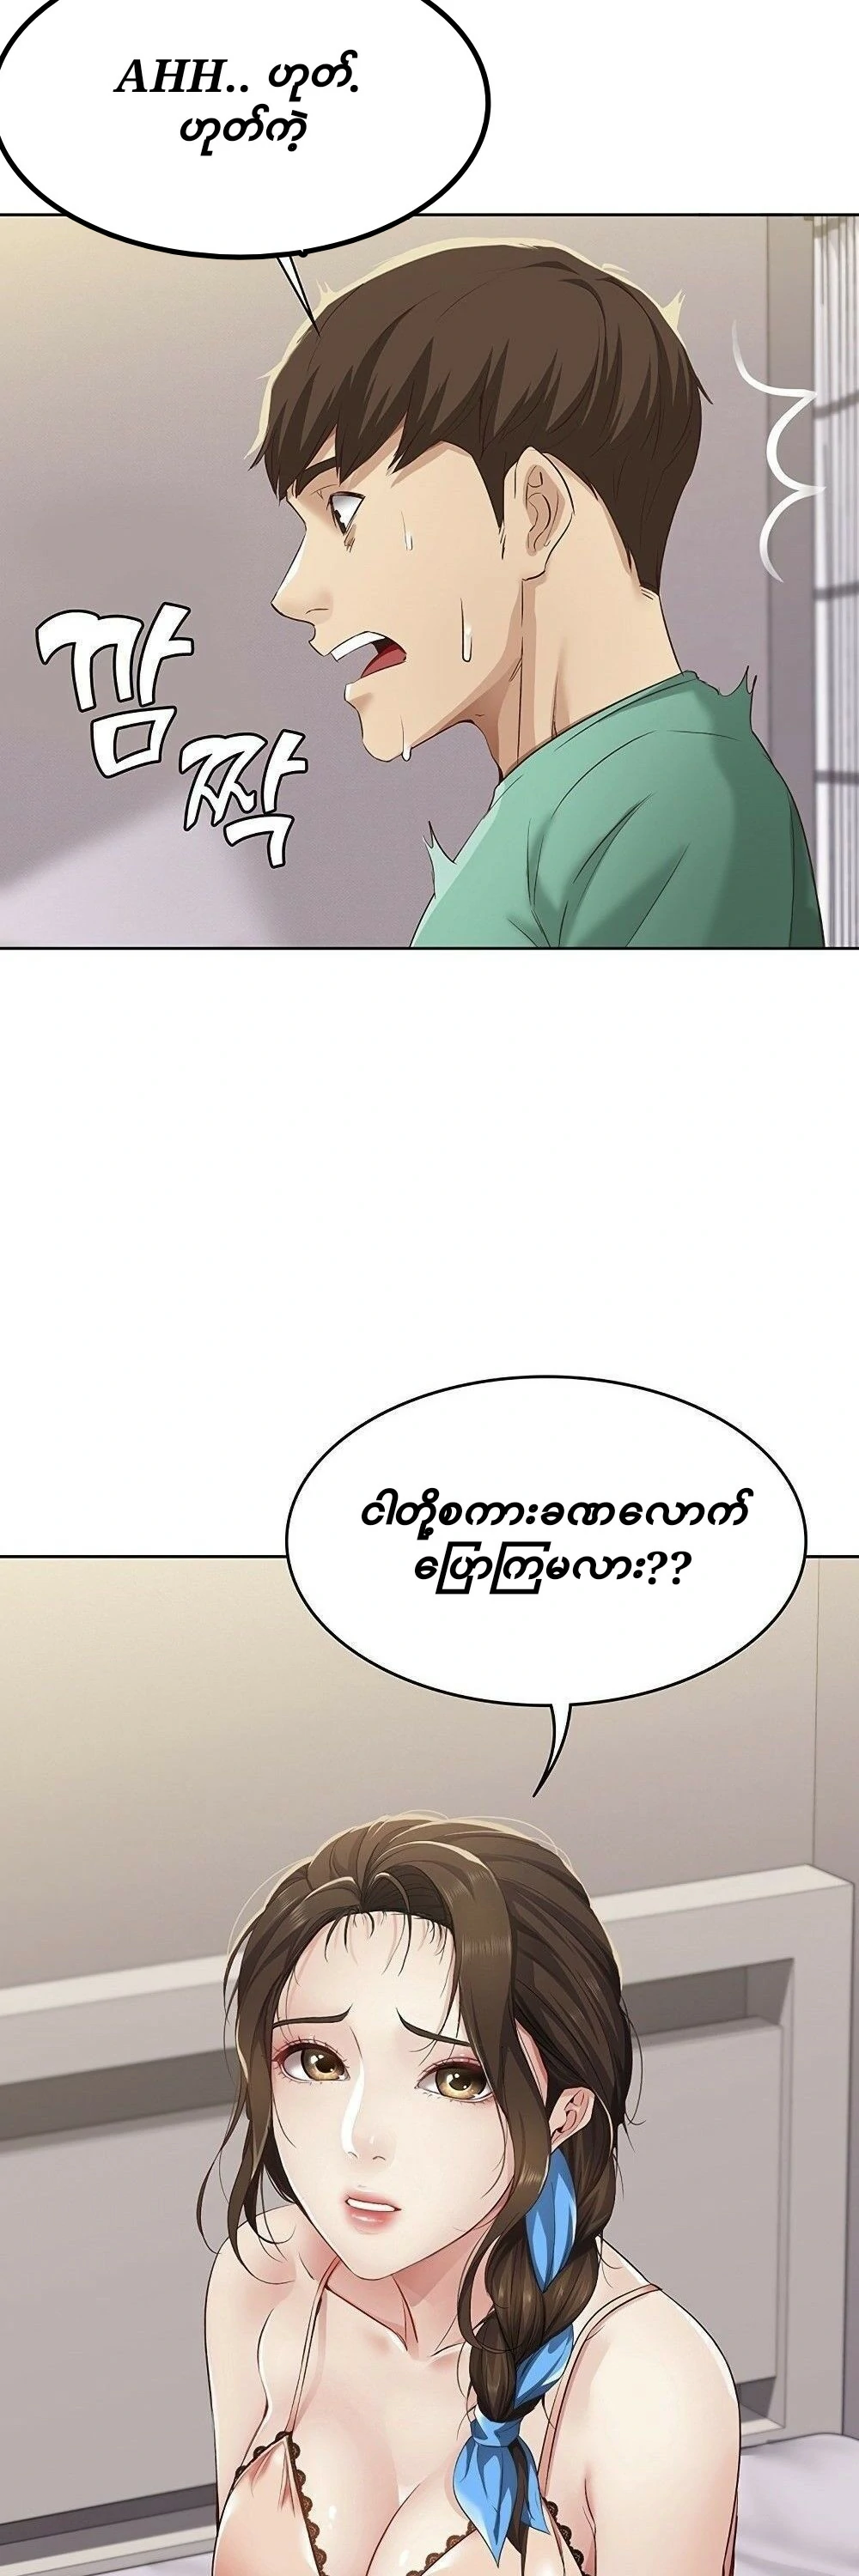 AHH.. ဟုတ်.
ဟုတ်ကဲ့
깜
짝
ငါတို့စကားခဏလောက်
ပြောကြမလား??